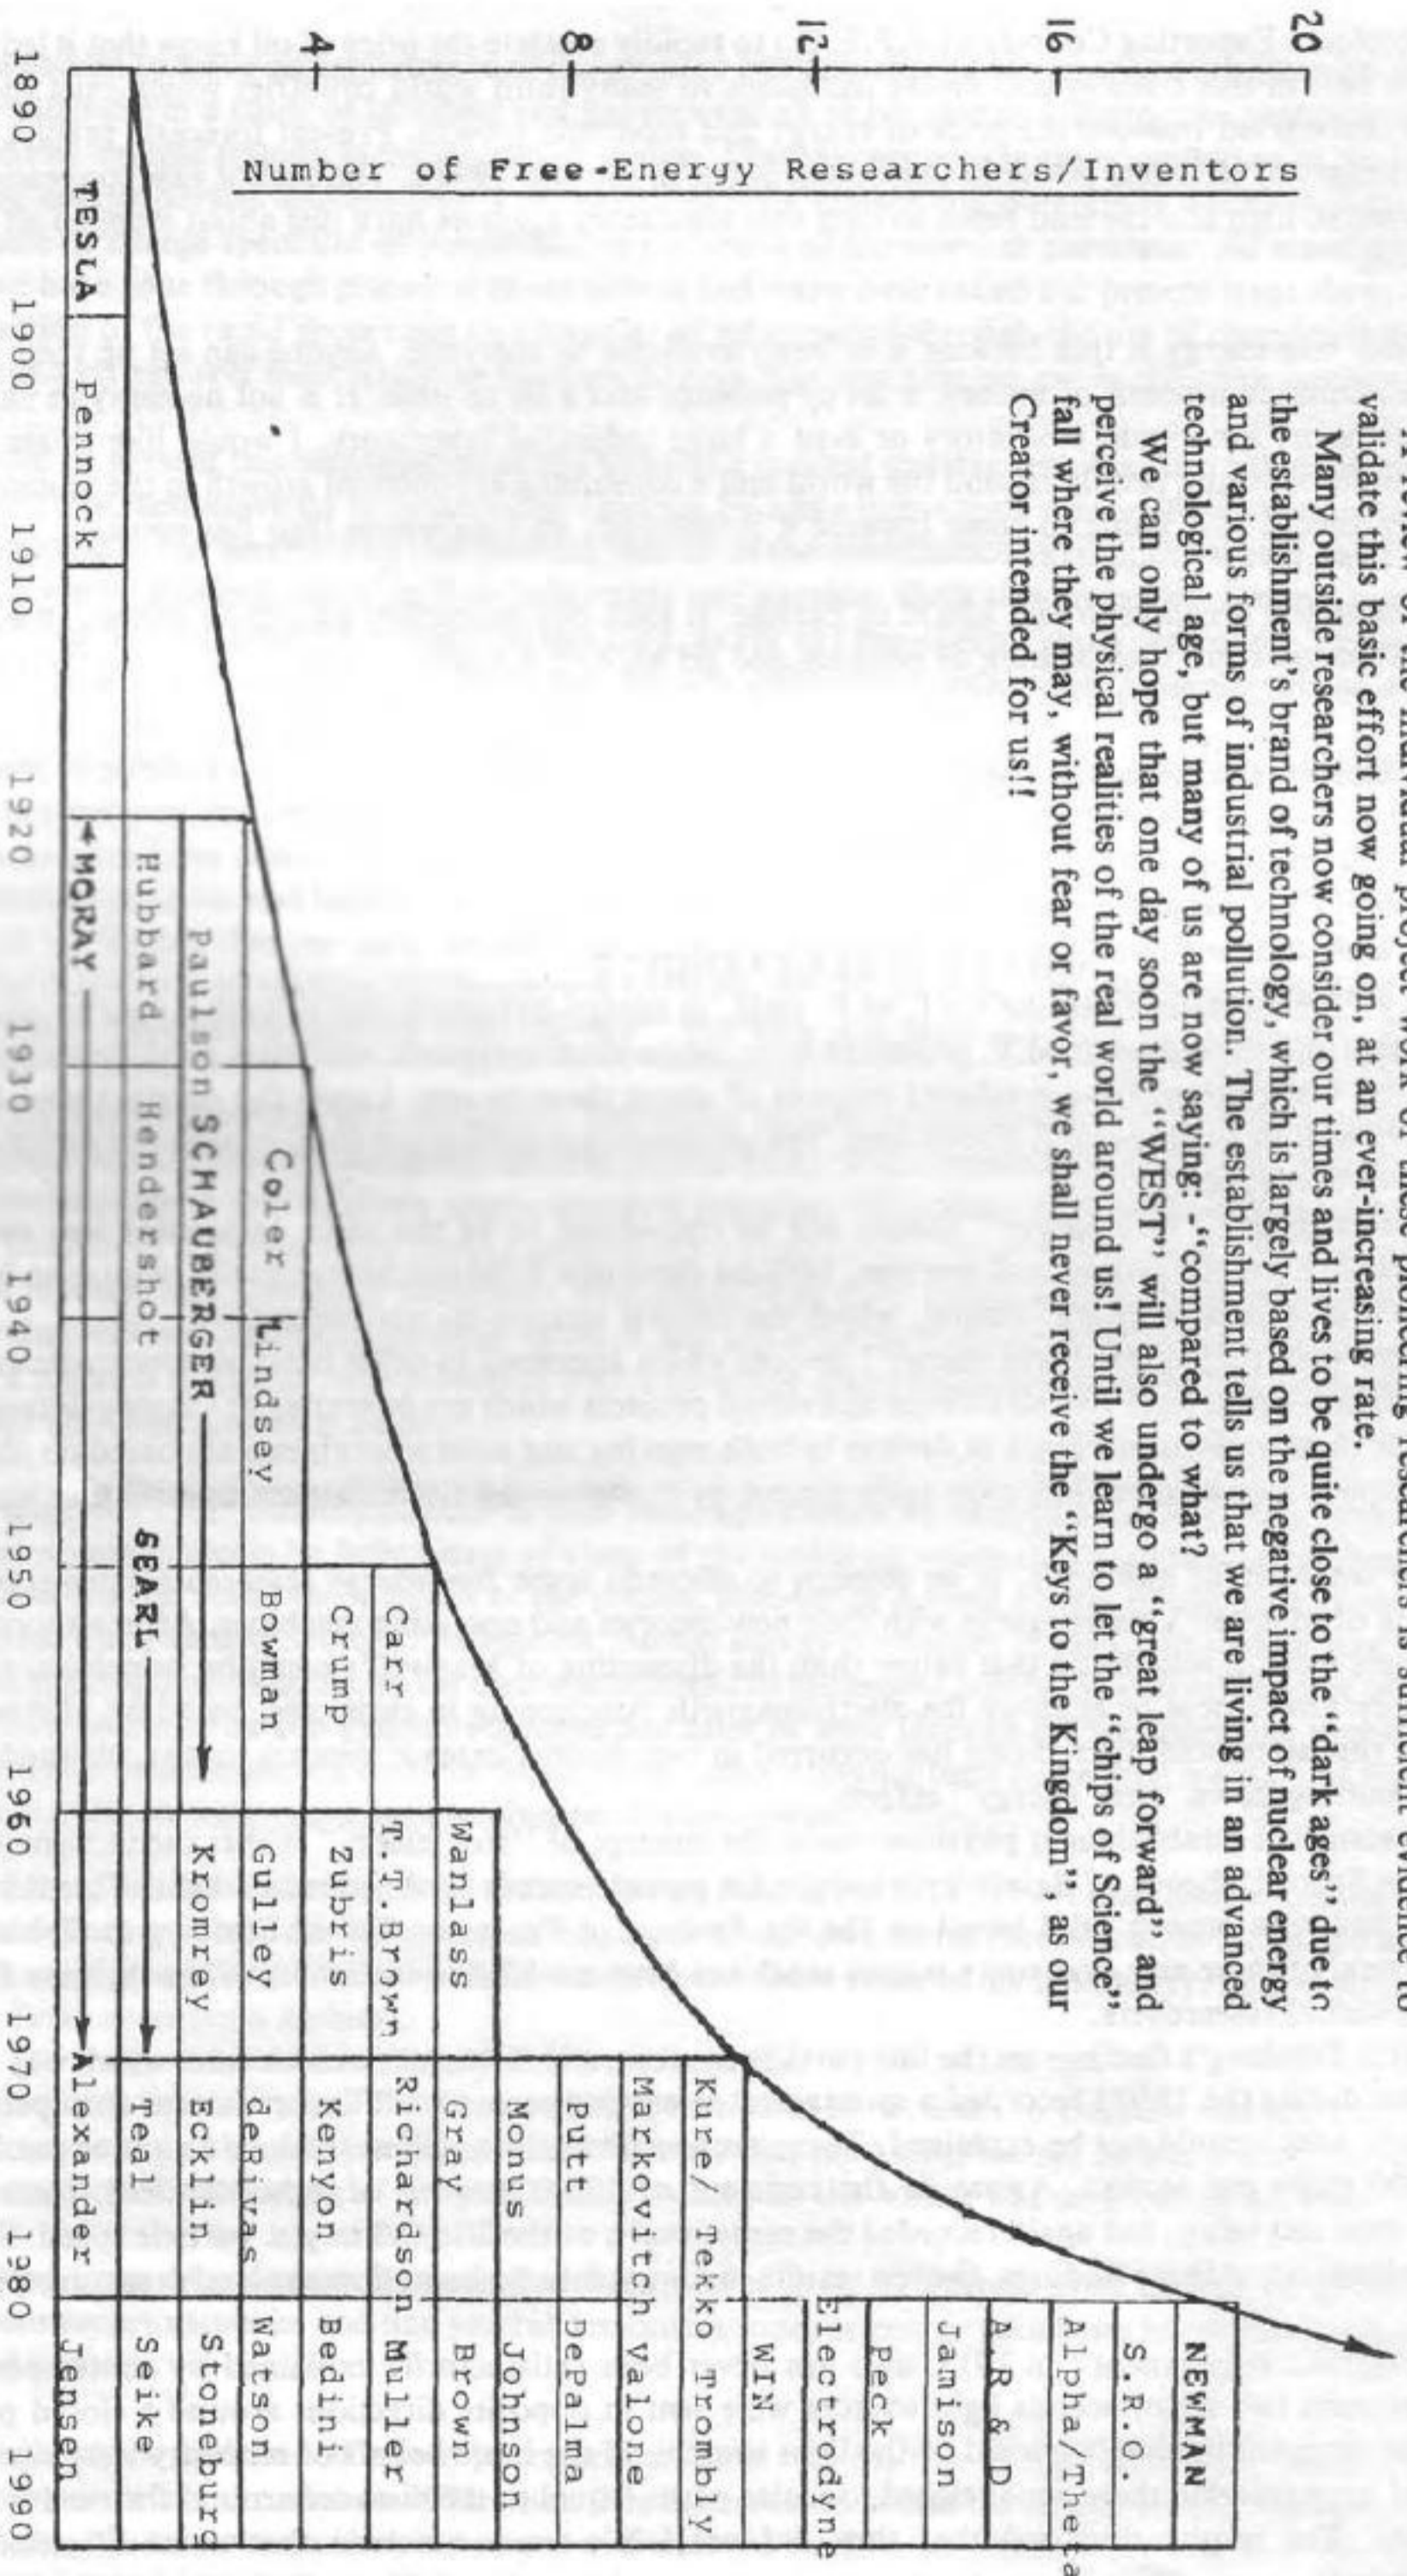 validate this basic effort now going on, at an ever-increasing rate.
Many outside researchers now consider our times and lives to be quite close to the “dark ages” due to
the establishment's brand of technology, which is largely based on the negative impact of nuclear energy
and various forms of industrial pollution. The establishment tells us that we are living in an advanced
technological age, but many of us are now saying: -“compared to what?
We can only hope that one day soon the “WEST” will also undergo a “great leap forward” and
perceive the physical realities of the real world around us! Until we learn to let the “chips of Science”
fall where they may, without fear or favor, we shall never receive the “Keys to the Kingdom” as our
Creator intended for us!!
20
16
12
8
4
Number of Free-Energy Researchers/Inventors
NEWMAN
S.R.O.
Alpha/Theta
A R & D
Jamison
Peck
Electrodyne
WIN
Kure/Tekko Trombly
Markovitch Valone
Putt DePalma
Monus Johnson
Wanlass Gray Brown
Carr T.T.Brown Richardson Muller
Crump Zubris Kenyon Bedini
Coler Lindsey Bowman Gulley deRivas Watson
Paulson SCHAUBERGER Kromrey Ecklin Stoneburg
Hubbard Hendershot SEARL Teal Seike
TESLA Pennock MORAY Alexander Jensen
1890 1900 1910 1920 1930 1940 1950 1960 1970 1980 1990